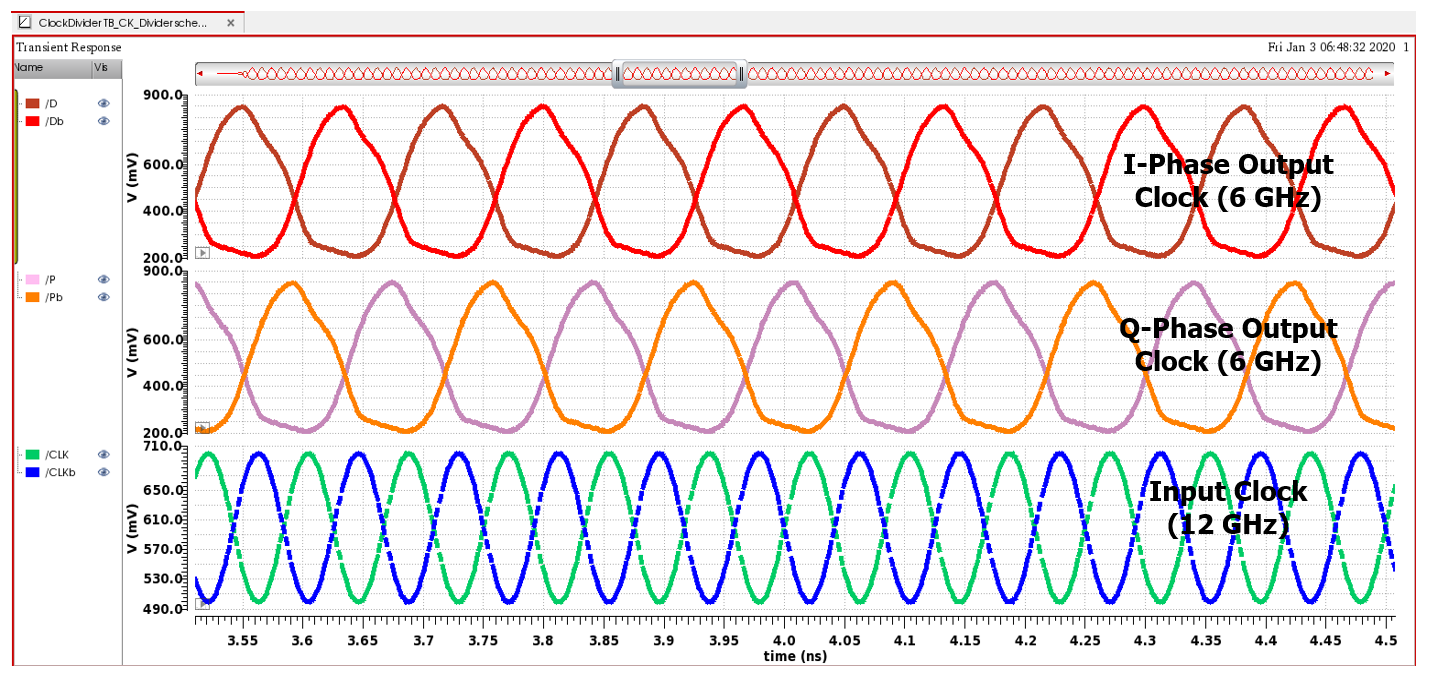 ClockDividerTB_CK_Dividersche... ×
Transient Response
Fri Jan 3 06:48:32 2020 1
Name Vis
/D
/Db
/P
/Pb
/CLK
/CLKb
900.0
600.0
400.0
200.0
V (mV)
I-Phase Output
Clock (6 GHz)
900.0
600.0
400.0
200.0
V (mV)
Q-Phase Output
Clock (6 GHz)
710.0
650.0
610.0
570.0
530.0
490.0
V (mV)
Input Clock
(12 GHz)
3.55 3.6 3.65 3.7 3.75 3.8 3.85 3.9 3.95 4.0 4.05 4.1 4.15 4.2 4.25 4.3 4.35 4.4 4.45 4.5
time (ns)